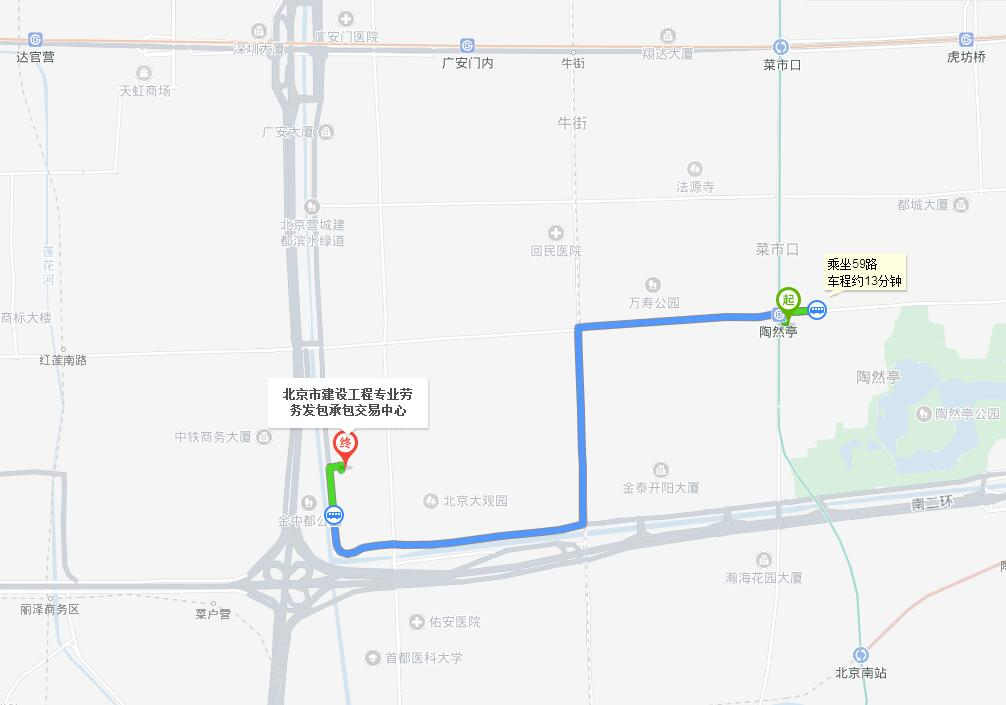 深圳大厦
广安门医院
达官营
广安门内
牛街
翔达大厦
菜市口
虎坊桥
天虹商场
广安大厦
牛街
法源寺
都城大厦
北京营城建
都滨水绿道
回民医院
菜市口
莲花河
乘坐59路
车程约13分钟
万寿公园
起
商标大楼
陶然亭
红莲南路
陶然亭
北京市建设工程专业劳
务发包承包交易中心
陶然亭公园
中铁商务大厦
终
金泰开阳大厦
北京大观园
南二环
金中都公
瀚海花园大厦
丽泽商务区
菜户营
佑安医院
首都医科大学
北京南站